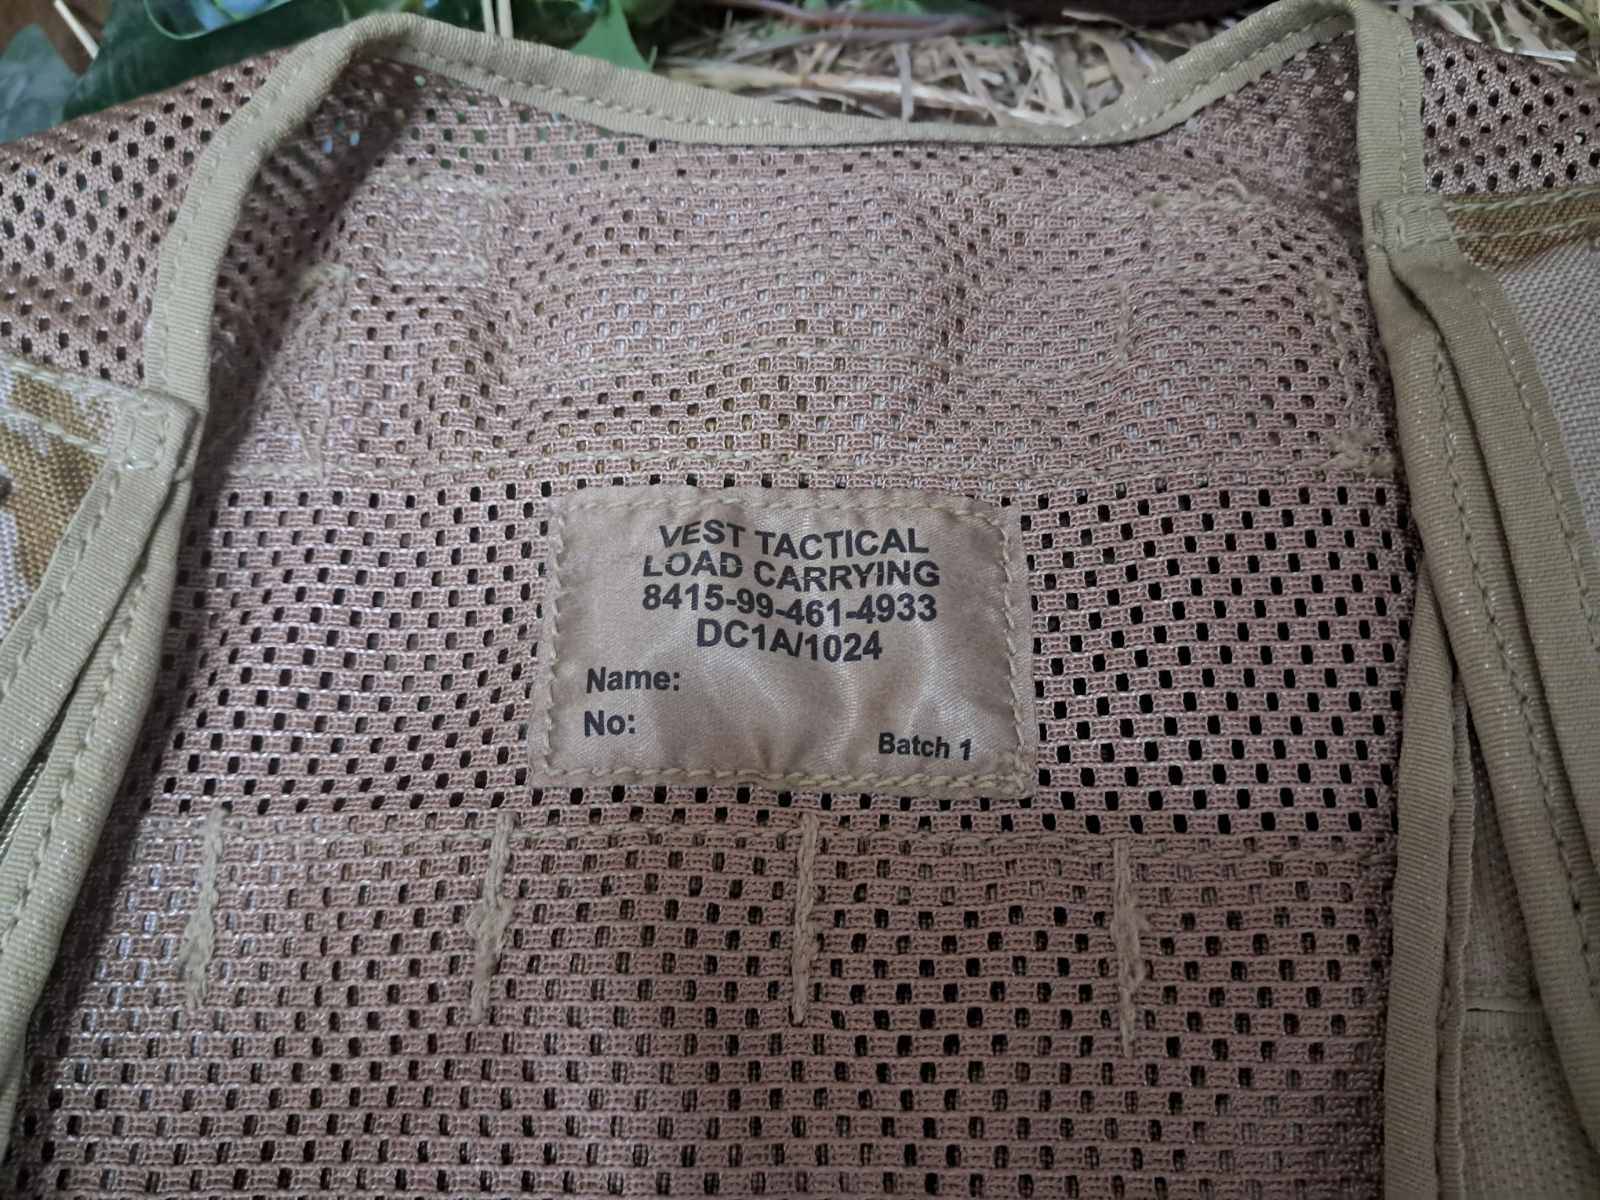 VEST TACTICAL
LOAD CARRYING
8415-99-461-4933
DC1A/1024
Name:
No:
Batch 1